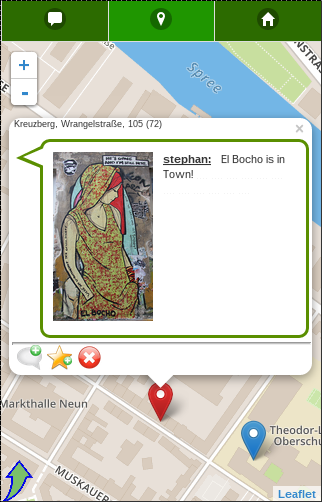 +
-
Spree
NSTRA
Kreuzberg, Wrangelstraße, 105 (72)
×
stephan: El Bocho is in
Town!
EL BOCHO
Markthalle Neun
Theodor-L
Oberschu
MUSKAUER
Leaflet